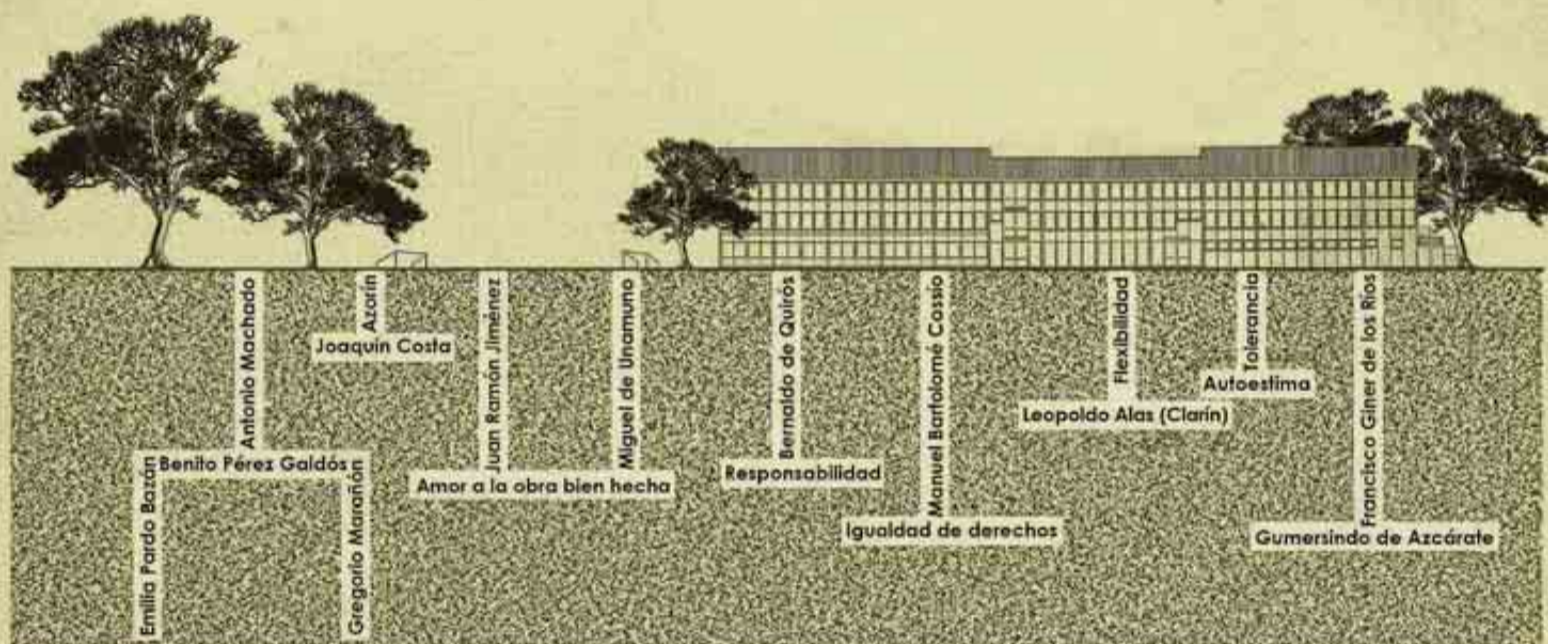 Antonio Machado
Azorín
Joaquín Costa
Juan Ramón Jiménez
Miguel de Unamuno
Bernaldo de Quirós
Manuel Bartolomé Cossío
Flexibilidad
Tolerancia
Francisco Giner de los Ríos
Autoestima
Leopoldo Alas (Clarín)
Benito Pérez Galdós
Emilia Pardo Bazán
Gregorio Marañón
Amor a la obra bien hecha
Responsabilidad
Igualdad de derechos
Gumersindo de Azcárate